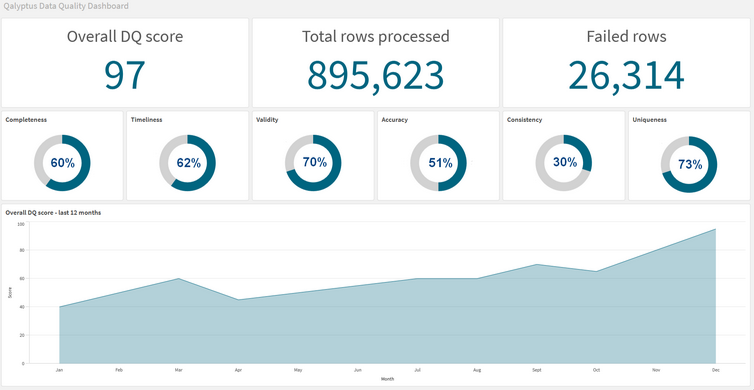 Qalyptus Data Quality Dashboard
Overall DQ score
97
Total rows processed
895,623
Failed rows
26,314
Completeness
60%
Timeliness
62%
Validity
70%
Accuracy
51%
Consistency
30%
Uniqueness
73%
Overall DQ score - last 12 months
100
80
60
40
20
0
Score
Jan Feb Mar Apr May Jun Jul Aug Sept Oct Nov Dec
Month